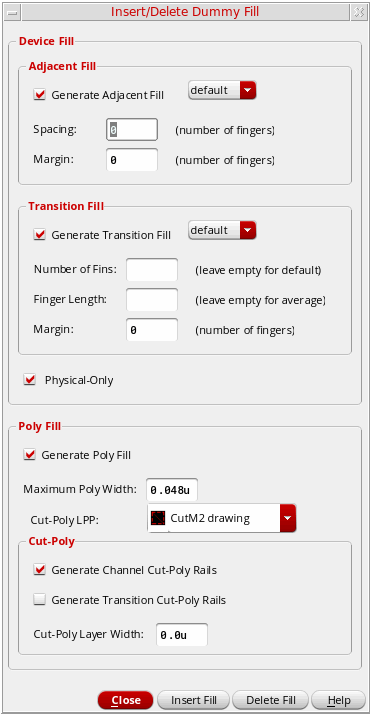 Insert/Delete Dummy Fill
Device Fill
Adjacent Fill
Generate Adjacent Fill default
Spacing: 0 (number of fingers)
Margin: 0 (number of fingers)
Transition Fill
Generate Transition Fill default
Number of Fins: (leave empty for default)
Finger Length: (leave empty for average)
Margin: 0 (number of fingers)
Physical-Only
Poly Fill
Generate Poly Fill
Maximum Poly Width: 0.048u
Cut-Poly LPP: CutM2 drawing
Cut-Poly
Generate Channel Cut-Poly Rails
Generate Transition Cut-Poly Rails
Cut-Poly Layer Width: 0.0u
Close Insert Fill Delete Fill Help